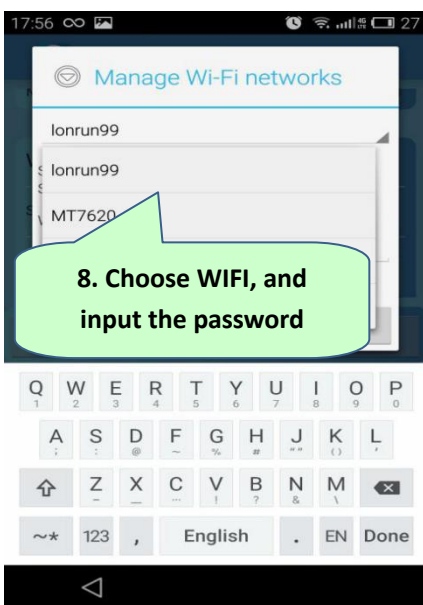 17:56 27
Manage Wi-Fi networks
lonrun99
lonrun99
MT7620
8. Choose WIFI, and
input the password
Q W E R T Y U I O P
1 2 3 4 5 6 7 8 9 0
A S D F G H J K L
; : @ ~ % # " " ( ) '
Z X C V B N M
– __ ... ! ? & \
~* 123 , English . EN Done